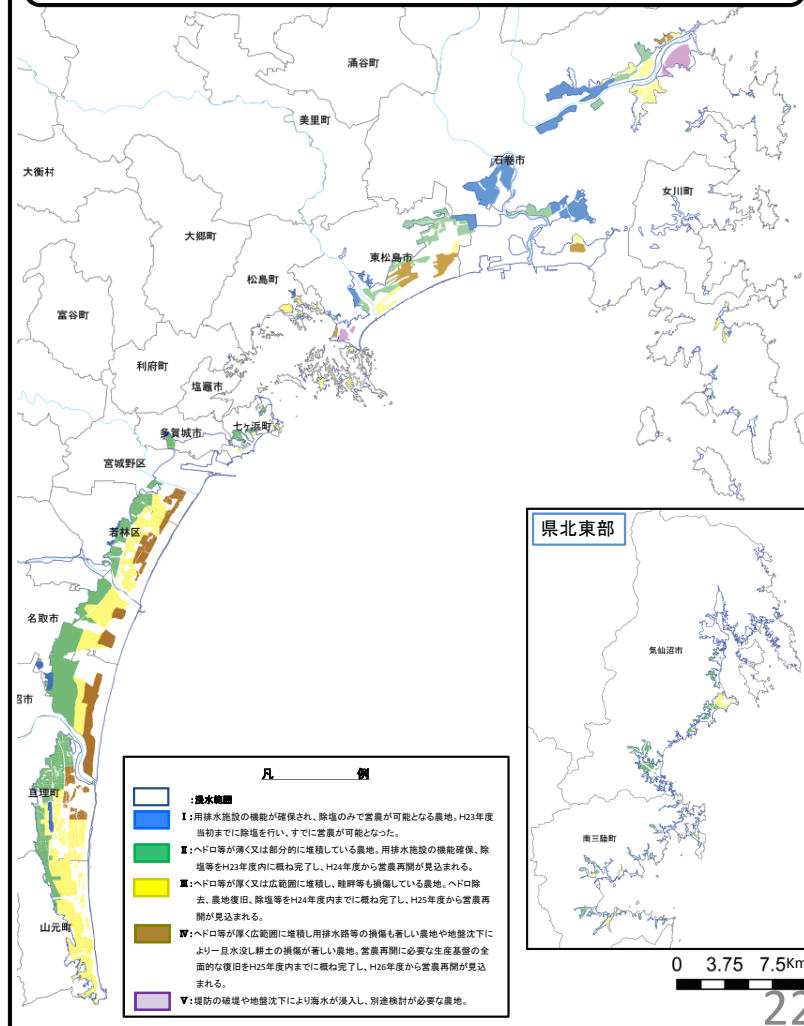 涌谷町
美里町
石巻市
大衡村
女川町
大郷町
東松島市
松島町
富谷町
利府町
塩竈市
七ヶ浜町
多賀城市
宮城野区
若林区
名取市
沼市
亘理町
山元町
県北東部
気仙沼市
南三陸町
凡　例
：浸水範囲
Ⅰ：用排水施設の機能が確保され、除塩のみで営農が可能となる農地。H23年度
当初までに除塩を行い、すでに営農が可能となった。
Ⅱ：ヘドロ等が薄く又は部分的に堆積している農地。用排水施設の機能確保、除
塩等をH23年度内に概ね完了し、H24年度から営農再開が見込まれる。
Ⅲ：ヘドロ等が厚く又は広範囲に堆積し、畦畔等も損傷している農地。ヘドロ除
去、農地復旧、除塩等をH24年度内までに概ね完了し、H25年度から営農再
開が見込まれる。
Ⅳ：ヘドロ等が厚く広範囲に堆積し用排水路等の損傷も著しい農地や地盤沈下に
より一旦水没し耕土の損傷が著しい農地。営農再開に必要な生産基盤の全
面的な復旧をH25年度内までに概ね完了し、H26年度から営農再開が見込
まれる。
Ⅴ：堤防の破堤や地盤沈下により海水が浸入し、別途検討が必要な農地。
0 3.75 7.5Km
22